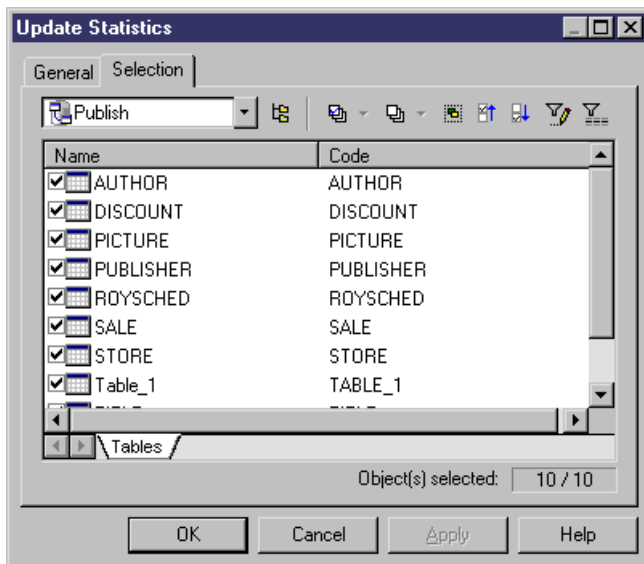 Update Statistics
General Selection
Publish
Name Code
AUTHOR AUTHOR
DISCOUNT DISCOUNT
PICTURE PICTURE
PUBLISHER PUBLISHER
ROYSCHED ROYSCHED
SALE SALE
STORE STORE
Table_1 TABLE_1
Tables
Object(s) selected: 10 / 10
OK Cancel Apply Help